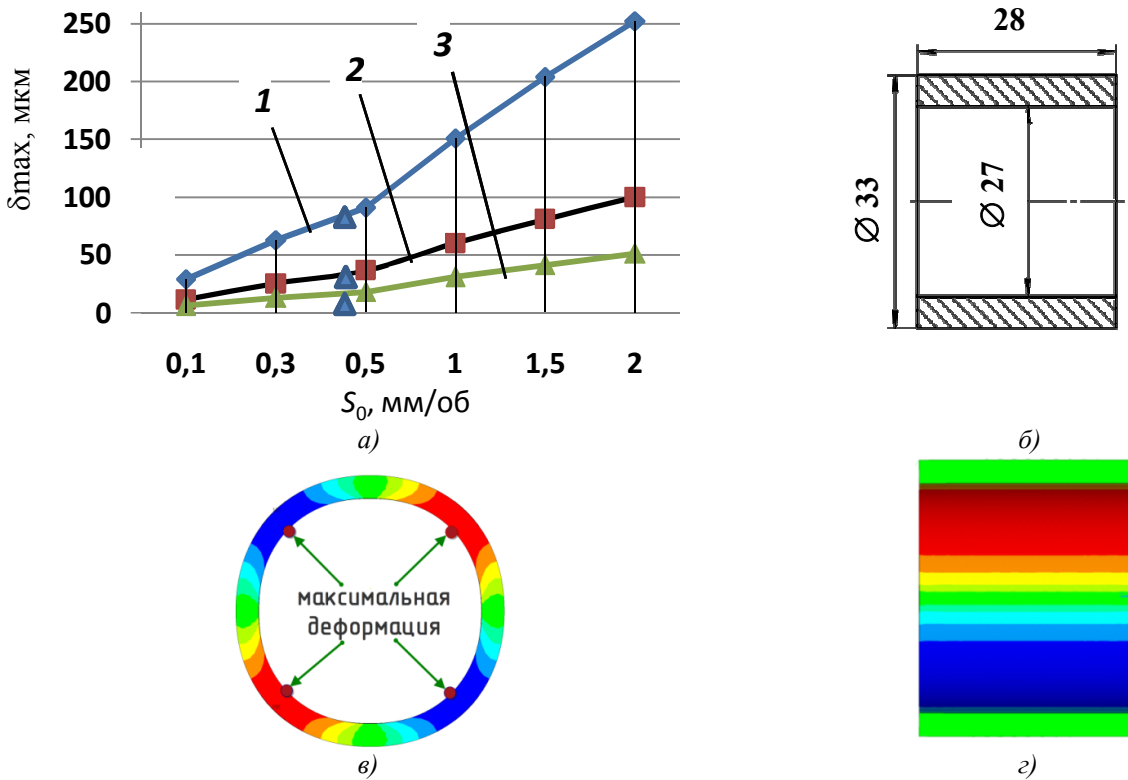 250
200
150
100
50
0
δmax, мкм
1
2
3
0,1 0,3 0,5 1 1,5 2
S₀, мм/об
а)
28
Ø 33
Ø 27
б)
максимальная
деформация
в)
г)